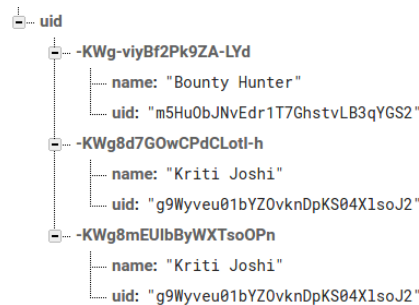 uid
-KWg-viyBf2Pk9ZA-LYd
name: "Bounty Hunter"
uid: "m5HuObJNvEdr1T7GhstvLB3qYGS2"
-KWg8d7GOwCPdCLotl-h
name: "Kriti Joshi"
uid: "g9Wyveu01bYZOvknDpKS04XlsoJ2"
-KWg8mEUlbByWXTsoOPn
name: "Kriti Joshi"
uid: "g9Wyveu01bYZOvknDpKS04XlsoJ2"